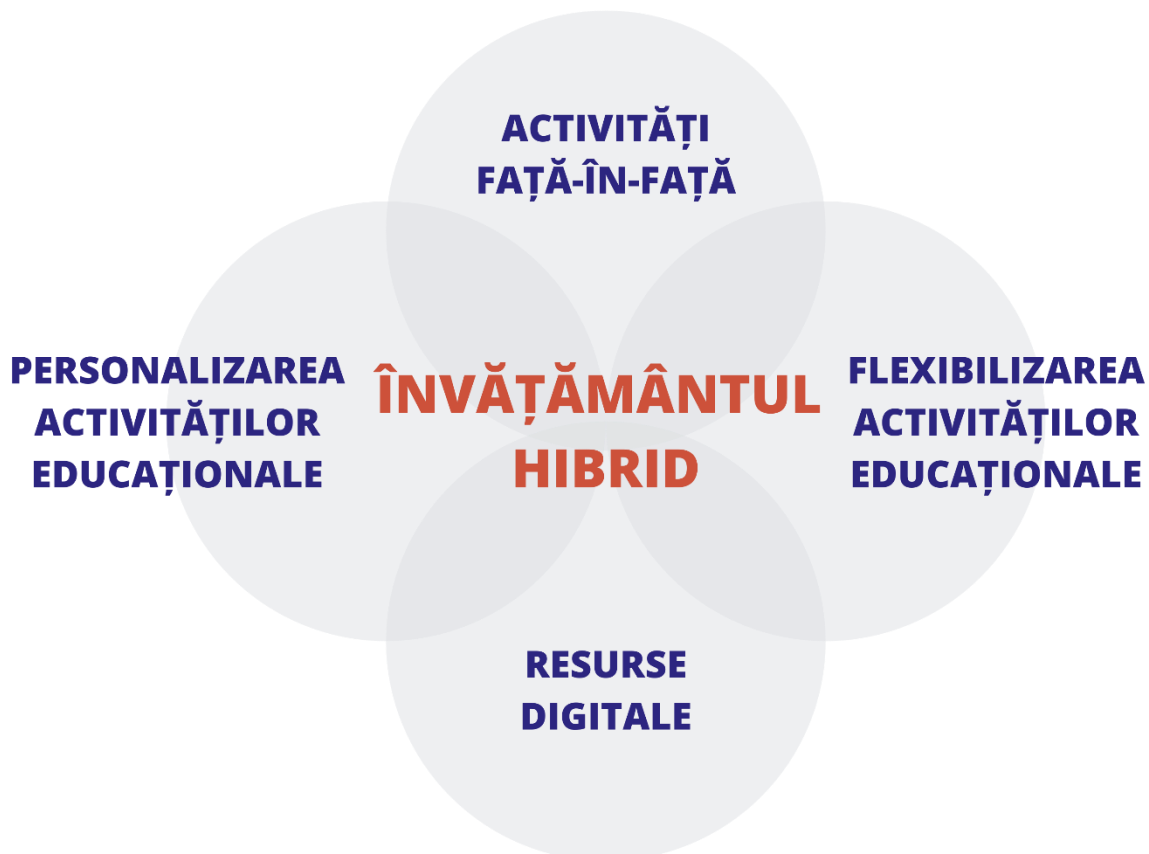 ACTIVITĂȚI
FAȚĂ-ÎN-FAȚĂ
PERSONALIZAREA
ACTIVITĂȚILOR
EDUCAȚIONALE
ÎNVĂȚĂMÂNTUL
HIBRID
FLEXIBILIZAREA
ACTIVITĂȚILOR
EDUCAȚIONALE
RESURSE
DIGITALE